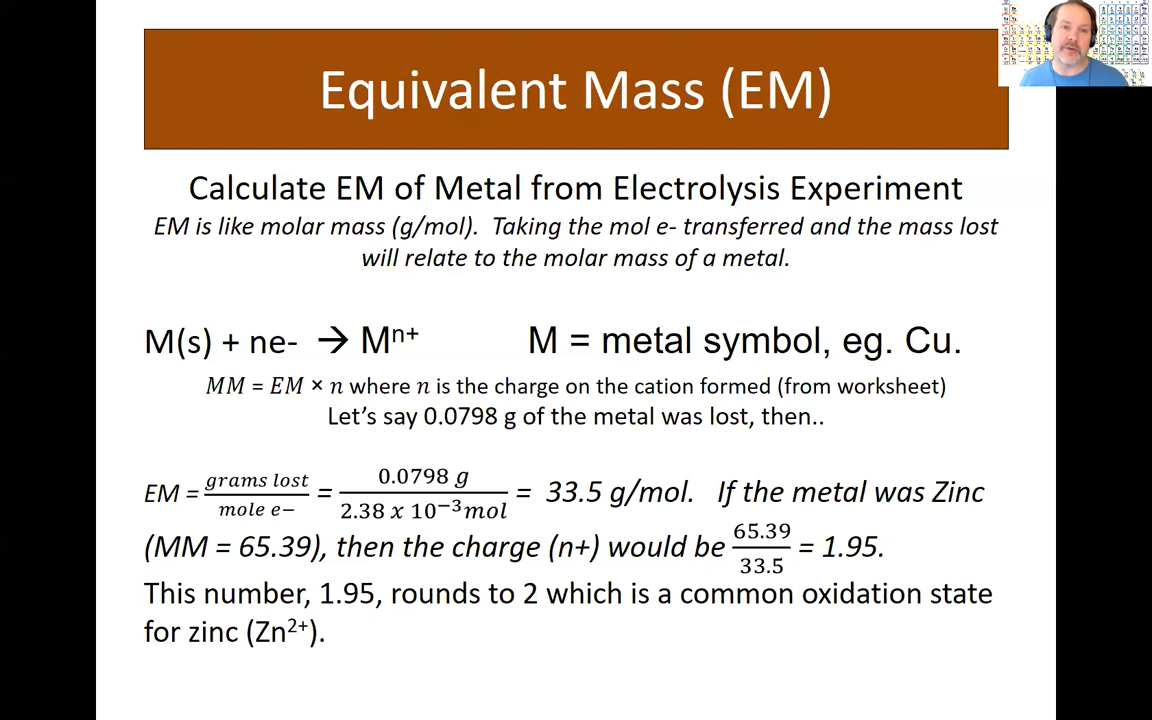 Equivalent Mass (EM)
Calculate EM of Metal from Electrolysis Experiment
EM is like molar mass (g/mol). Taking the mol e- transferred and the mass lost
will relate to the molar mass of a metal.
M(s) + ne- → Mⁿ⁺ M = metal symbol, eg. Cu.
MM = EM × n where n is the charge on the cation formed (from worksheet)
Let’s say 0.0798 g of the metal was lost, then..
EM = grams lost / mole e− = 0.0798 g / 2.38 x 10⁻³mol = 33.5 g/mol. If the metal was Zinc
(MM = 65.39), then the charge (n+) would be 65.39 / 33.5 = 1.95.
This number, 1.95, rounds to 2 which is a common oxidation state
for zinc (Zn²⁺).